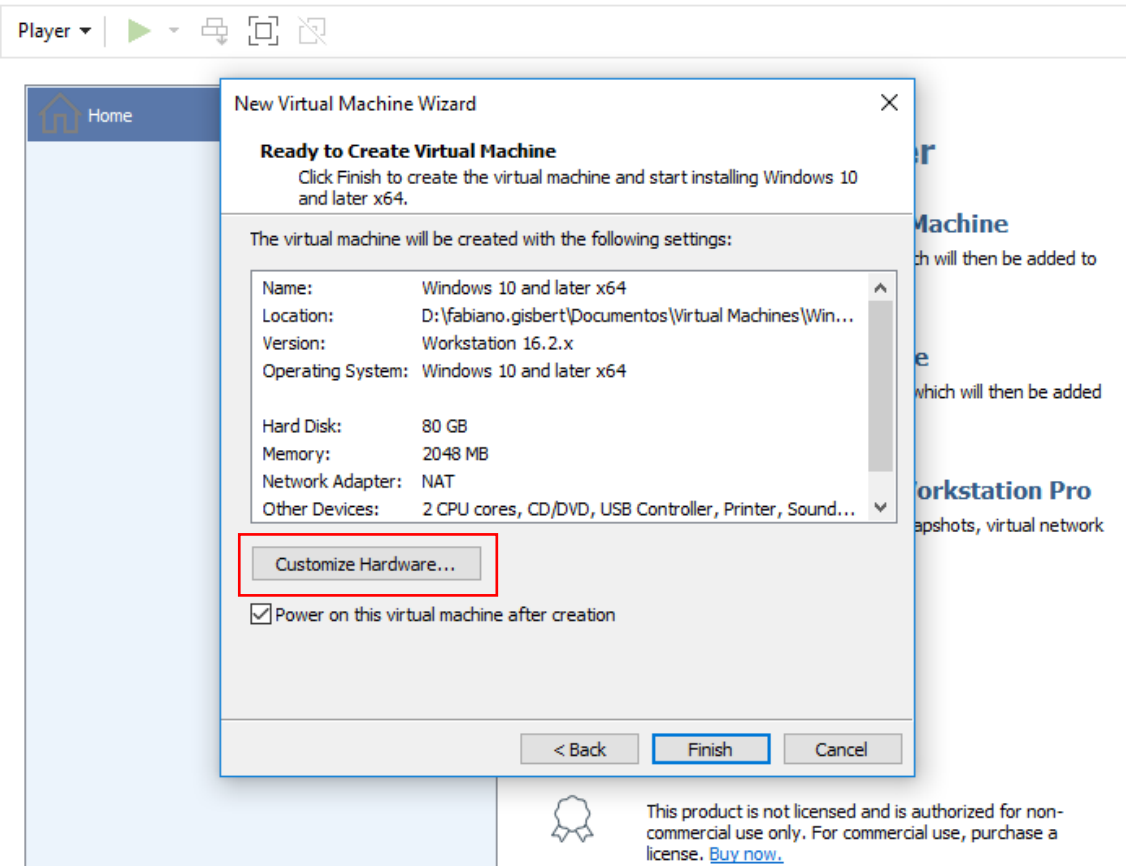 Player
Home
New Virtual Machine Wizard
Ready to Create Virtual Machine
Click Finish to create the virtual machine and start installing Windows 10
and later x64.
The virtual machine will be created with the following settings:
Name: Windows 10 and later x64
Location: D:\fabiano.gisbert\Documentos\Virtual Machines\Win...
Version: Workstation 16.2.x
Operating System: Windows 10 and later x64
Hard Disk: 80 GB
Memory: 2048 MB
Network Adapter: NAT
Other Devices: 2 CPU cores, CD/DVD, USB Controller, Printer, Sound...
Customize Hardware...
Power on this virtual machine after creation
< Back Finish Cancel
er
Machine
ch will then be added to
e
which will then be added
orkstation Pro
apshots, virtual network
This product is not licensed and is authorized for non-
commercial use only. For commercial use, purchase a
license. Buy now.